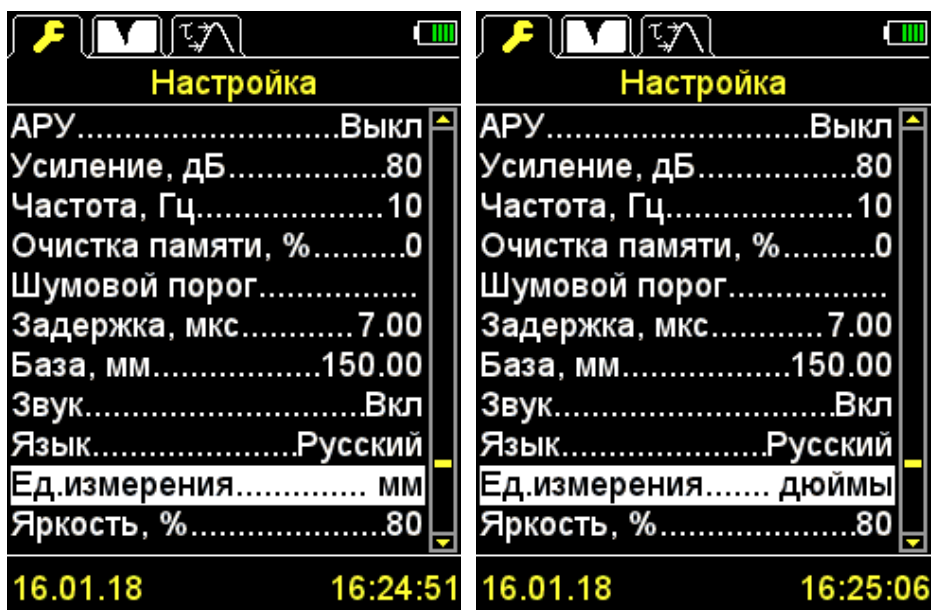 Настройка
АРУ...........................Выкл
Усиление, дБ................80
Частота, Гц...................10
Очистка памяти, %..........0
Шумовой порог.................
Задержка, мкс............7.00
База, мм..................150.00
Звук.............................Вкл
Язык.....................Русский
Ед.измерения.............. мм
Яркость, %....................80
16.01.18 16:24:51
Настройка
АРУ...........................Выкл
Усиление, дБ................80
Частота, Гц...................10
Очистка памяти, %..........0
Шумовой порог.................
Задержка, мкс............7.00
База, мм..................150.00
Звук.............................Вкл
Язык.....................Русский
Ед.измерения....... дюймы
Яркость, %....................80
16.01.18 16:25:06